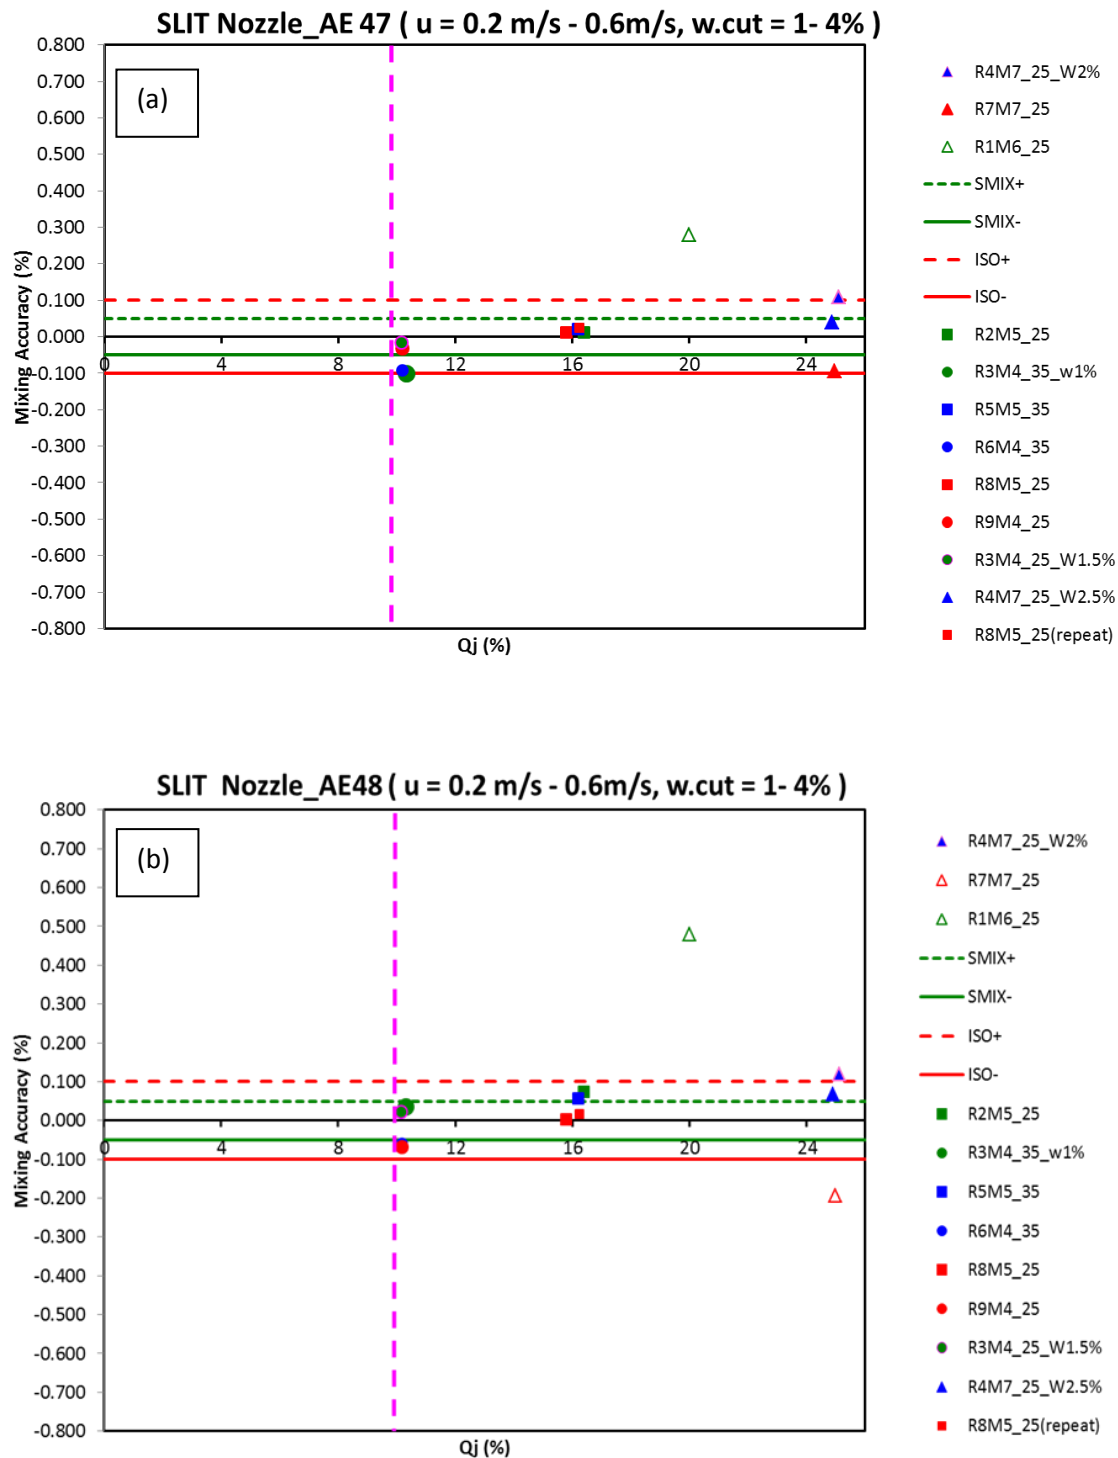 SLIT Nozzle_AE 47 ( u = 0.2 m/s - 0.6m/s, w.cut = 1- 4% )
(a)
Mixing Accuracy (%)
0.800
0.700
0.600
0.500
0.400
0.300
0.200
0.100
0.000
-0.100
-0.200
-0.300
-0.400
-0.500
-0.600
-0.700
-0.800
0 4 8 12 16 20 24
Qj (%)
R4M7_25_W2%
R7M7_25
R1M6_25
SMIX+
SMIX-
ISO+
ISO-
R2M5_25
R3M4_35_w1%
R5M5_35
R6M4_35
R8M5_25
R9M4_25
R3M4_25_W1.5%
R4M7_25_W2.5%
R8M5_25(repeat)
SLIT Nozzle_AE48 ( u = 0.2 m/s - 0.6m/s, w.cut = 1- 4% )
(b)
Mixing Accuracy (%)
0.800
0.700
0.600
0.500
0.400
0.300
0.200
0.100
0.000
-0.100
-0.200
-0.300
-0.400
-0.500
-0.600
-0.700
-0.800
0 4 8 12 16 20 24
Qj (%)
R4M7_25_W2%
R7M7_25
R1M6_25
SMIX+
SMIX-
ISO+
ISO-
R2M5_25
R3M4_35_w1%
R5M5_35
R6M4_35
R8M5_25
R9M4_25
R3M4_25_W1.5%
R4M7_25_W2.5%
R8M5_25(repeat)